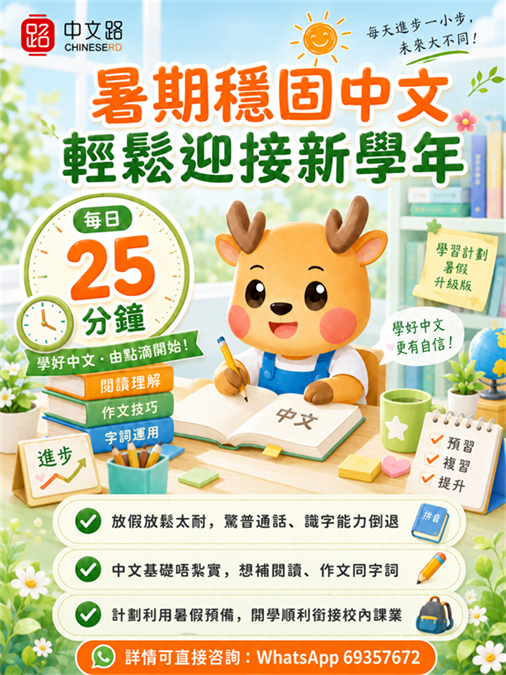 中文路
CHINESERD
每天進步一小步，
未來大不同！
暑期穩固中文
輕鬆迎接新學年
每日
25
分鐘
學好中文·由點滴開始！
閱讀理解
作文技巧
字詞運用
進步
學習計劃
暑假
升級版
學好中文
更有自信！
中文
預習
複習
提升
放假放鬆太耐，驚普通話、識字能力倒退
拼音
中文基礎唔紮實，想補閱讀、作文同字詞
計劃利用暑假預備，開學順利銜接校內課業
詳情可直接咨詢：WhatsApp 69357672